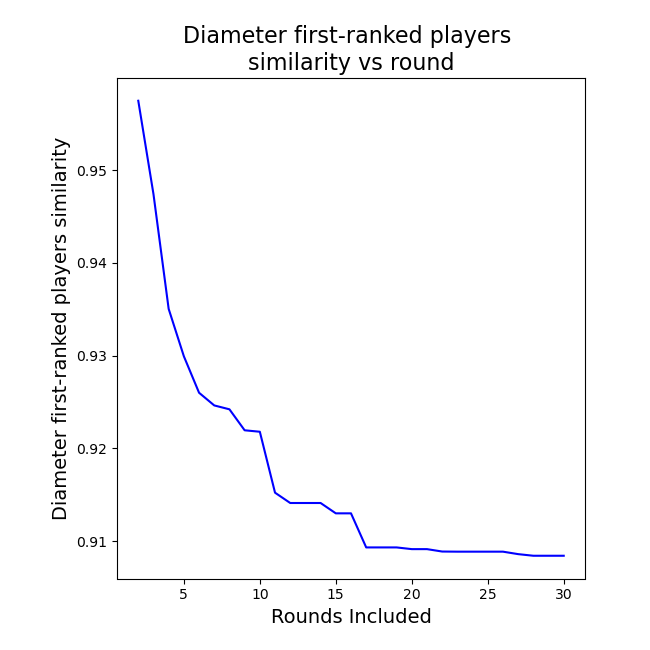 Diameter first-ranked players
similarity vs round
Diameter first-ranked players similarity
0.95
0.94
0.93
0.92
0.91
5 10 15 20 25 30
Rounds Included